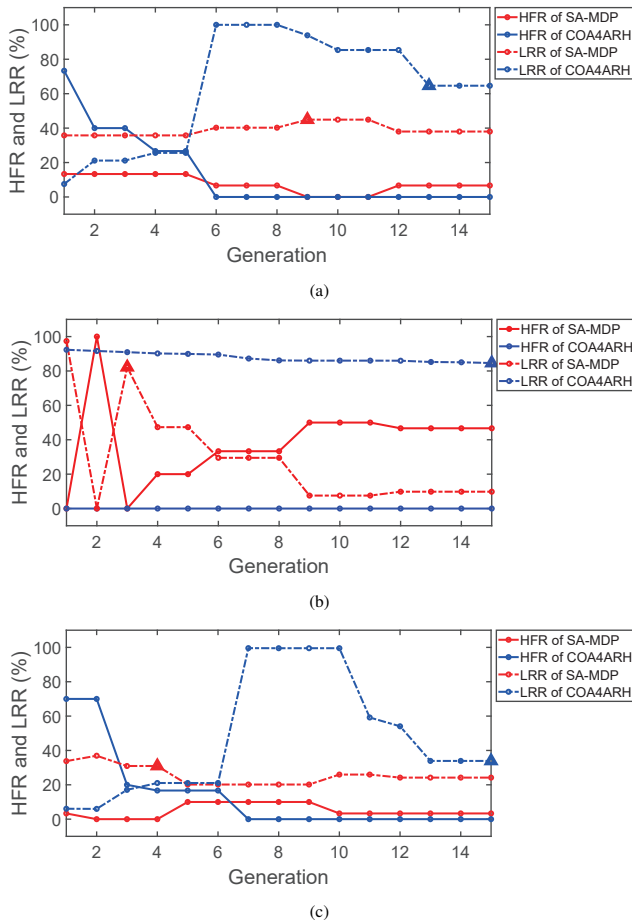 HFR and LRR (%)
100
80
60
40
20
0
2 4 6 8 10 12 14
Generation
HFR of SA-MDP
HFR of COA4ARH
LRR of SA-MDP
LRR of COA4ARH
(a)
HFR and LRR (%)
100
80
60
40
20
0
2 4 6 8 10 12 14
Generation
HFR of SA-MDP
HFR of COA4ARH
LRR of SA-MDP
LRR of COA4ARH
(b)
HFR and LRR (%)
100
80
60
40
20
0
2 4 6 8 10 12 14
Generation
HFR of SA-MDP
HFR of COA4ARH
LRR of SA-MDP
LRR of COA4ARH
(c)